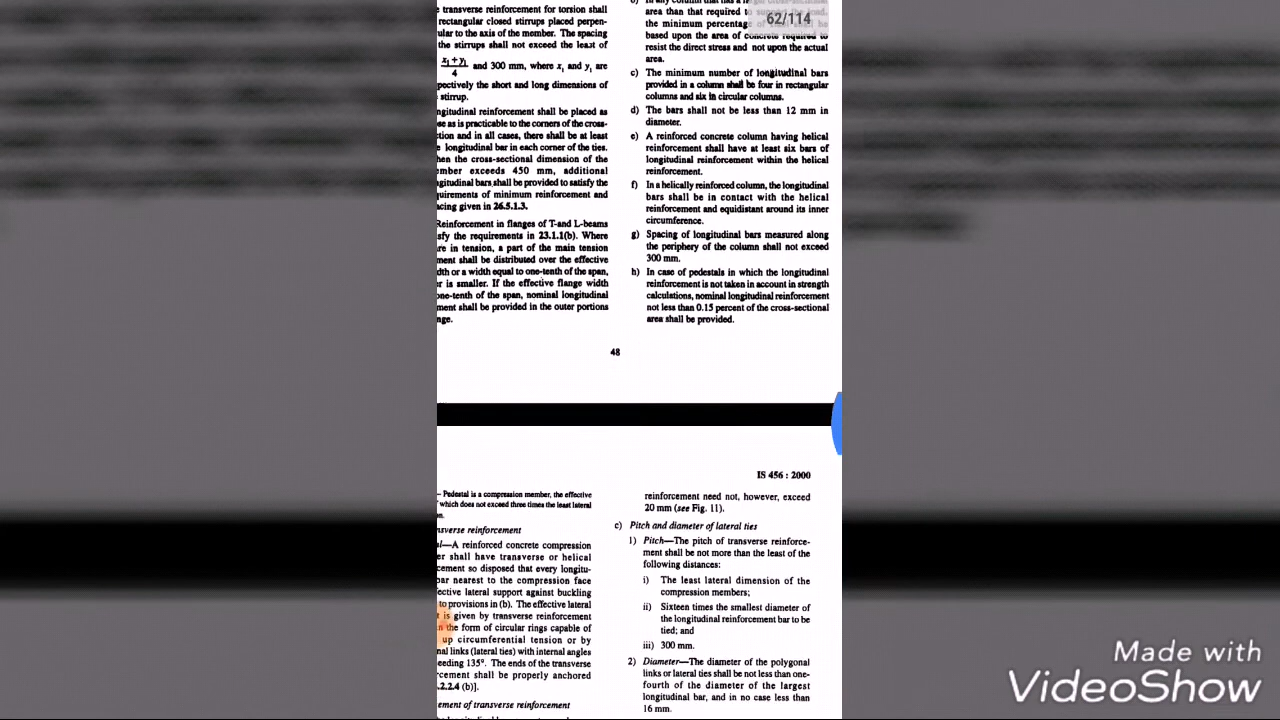 e transverse reinforcement for torsion shall
rectangular closed stirrups placed perpen-
ular to the axis of the member. The spacing
the stirrups shall not exceed the least of
x₁ + y₁
4
and 300 mm, where x₁ and y₁ are
pectively the short and long dimensions of
stirrup.
ngitudinal reinforcement shall be placed as
se as is practicable to the corners of the cross-
tion and in all cases, there shall be at least
e longitudinal bar in each corner of the ties.
hen the cross-sectional dimension of the
ember exceeds 450 mm, additional
gitudinal bars shall be provided to satisfy the
quirements of minimum reinforcement and
acing given in 26.5.1.3.
Reinforcement in flanges of T-and L-beams
sfy the requirements in 23.1.1(b). Where
re in tension, a part of the main tension
ment shall be distributed over the effective
dth or a width equal to one-tenth of the span,
r is smaller. If the effective flange width
one-tenth of the span, nominal longitudinal
ment shall be provided in the outer portions
nge.
62/114
area than that required to support the
the minimum percentage of
based upon the area of concrete required to
resist the direct stress and not upon the actual
area.
c) The minimum number of longitudinal bars
provided in a column shall be four in rectangular
columns and six in circular columns.
d) The bars shall not be less than 12 mm in
diameter.
e) A reinforced concrete column having helical
reinforcement shall have at least six bars of
longitudinal reinforcement within the helical
reinforcement.
f) In a helically reinforced column, the longitudinal
bars shall be in contact with the helical
reinforcement and equidistant around its inner
circumference.
g) Spacing of longitudinal bars measured along
the periphery of the column shall not exceed
300 mm.
h) In case of pedestals in which the longitudinal
reinforcement is not taken in account in strength
calculations, nominal longitudinal reinforcement
not less than 0.15 percent of the cross-sectional
area shall be provided.
48
IS 456 : 2000
— Pedestal is a compression member, the effective
which does not exceed three times the least lateral
n.
nsverse reinforcement
al—A reinforced concrete compression
er shall have transverse or helical
cement so disposed that every longitu-
bar nearest to the compression face
ective lateral support against buckling
to provisions in (b). The effective lateral
t is given by transverse reinforcement
n the form of circular rings capable of
up circumferential tension or by
nal links (lateral ties) with internal angles
eeding 135°. The ends of the transverse
rcement shall be properly anchored
.2.2.4 (b)].
ement of transverse reinforcement
reinforcement need not, however, exceed
20 mm (see Fig. 11).
c) Pitch and diameter of lateral ties
1) Pitch—The pitch of transverse reinforce-
ment shall be not more than the least of the
following distances:
i) The least lateral dimension of the
compression members;
ii) Sixteen times the smallest diameter of
the longitudinal reinforcement bar to be
tied; and
iii) 300 mm.
2) Diameter—The diameter of the polygonal
links or lateral ties shall be not less than one-
fourth of the diameter of the largest
longitudinal bar, and in no case less than
16 mm.
Made with
VideoShow